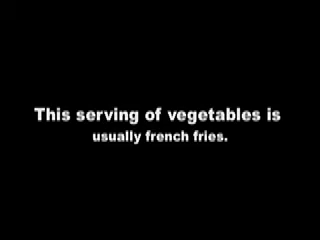 This serving of vegetables is
usually french fries.